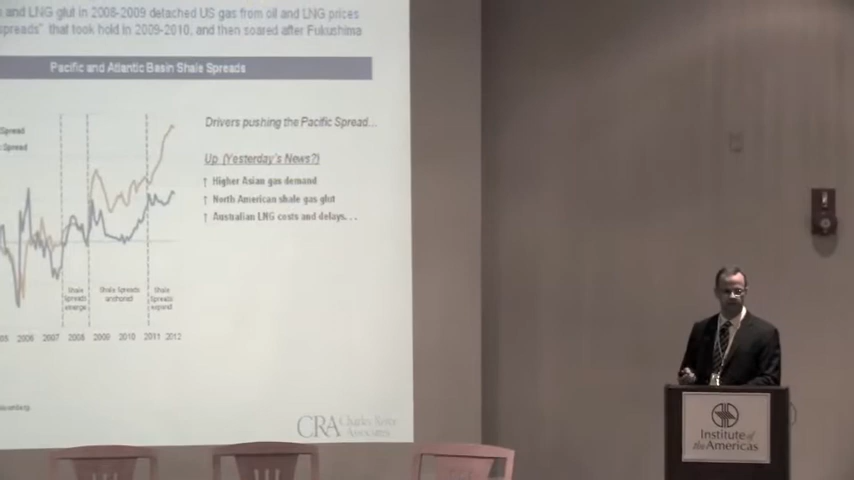 and LNG glut in 2008-2009 detached US gas from oil and LNG prices
spreads" that took hold in 2009-2010, and then soared after Fukushima
Pacific and Atlantic Basin Shale Spreads
Spread
Spread
Drivers pushing the Pacific Spread...
Up (Yesterday's News?)
↑ Higher Asian gas demand
↑ North American shale gas glut
↑ Australian LNG costs and delays...
Shale Spreads emerge
Shale Spreads anchored
Shale Spreads expand
05 2006 2007 2008 2009 2010 2011 2012
CRA Charles River
Associates
Institute of
the Americas